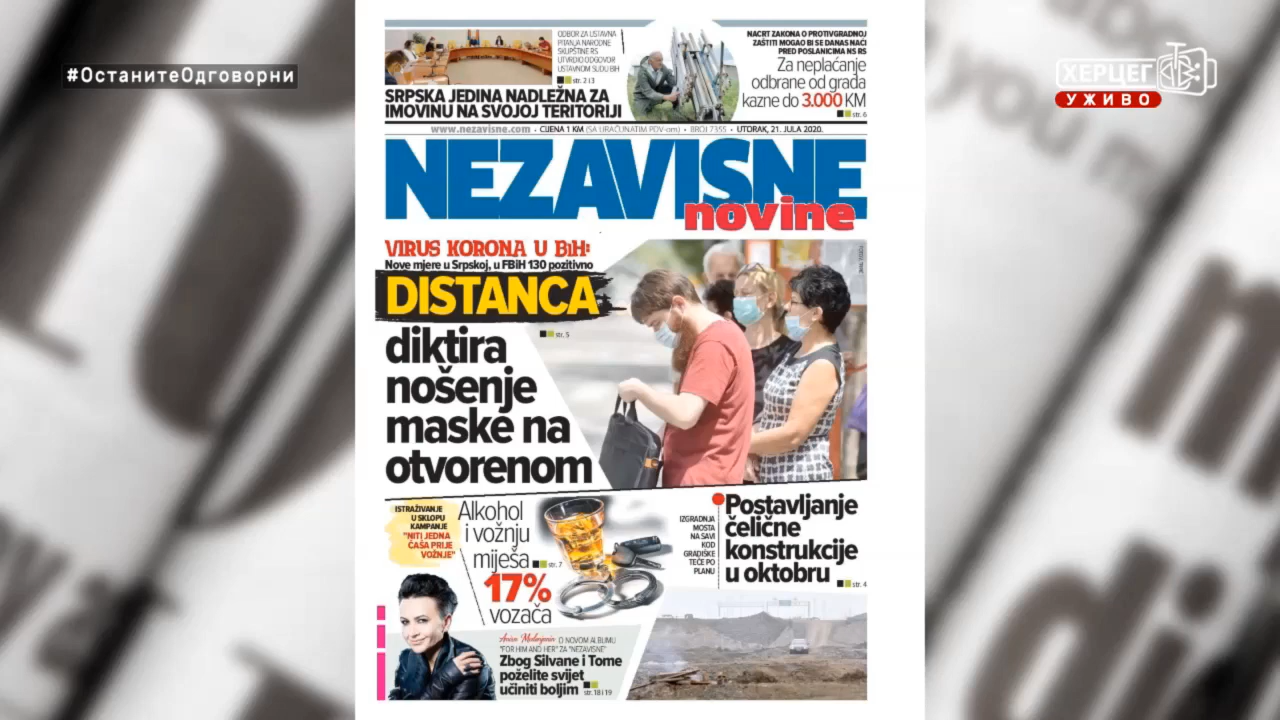 #ОстанитеОдговорни
ХЕРЦЕГ
УЖИВО
ODBOR ZA USTAVNA
PITANJA NARODNE
SKUPŠTINE RS
UTVRDIO ODGOVOR
USTAVNOM SUDU BIH
str. 2 i 3
SRPSKA JEDINA NADLEŽNA ZA
IMOVINU NA SVOJOJ TERITORIJI
NACRT ZAKONA O PROTIVGRADNOJ
ZAŠTITI MOGAO BI SE DANAS NAĆI
PRED POSLANICIMA NS RS
Za neplaćanje
odbrane od grada
kazne do 3.000 KM
str. 6
www.nezavisne.com • CIJENA 1 KM (SA URAČUNATIM PDV-om) • BROJ 7355 • UTORAK, 21. JULA 2020.
NEZAVISNE
novine
VIRUS KORONA U BiH:
Nove mjere u Srpskoj, u FBiH 130 pozitivno
DISTANCA
str. 5
diktira
nošenje
maske na
otvorenom
ISTRAŽIVANJE
U SKLOPU
KAMPANJE
"NITI JEDNA
ČAŠA PRIJE
VOŽNJE"
Alkohol
i vožnju
miješa
str. 7
17%
vozača
IZGRADNJA
MOSTA
NA SAVI
KOD
GRADIŠKE
TEČE PO
PLANU
Postavljanje
čelične
konstrukcije
u oktobru
str. 4
O NOVOM ALBUMU
"FOR HIM AND HER" ZA "NEZAVISNE"
Zbog Silvane i Tome
poželite svijet
učiniti boljim
str. 18 i 19